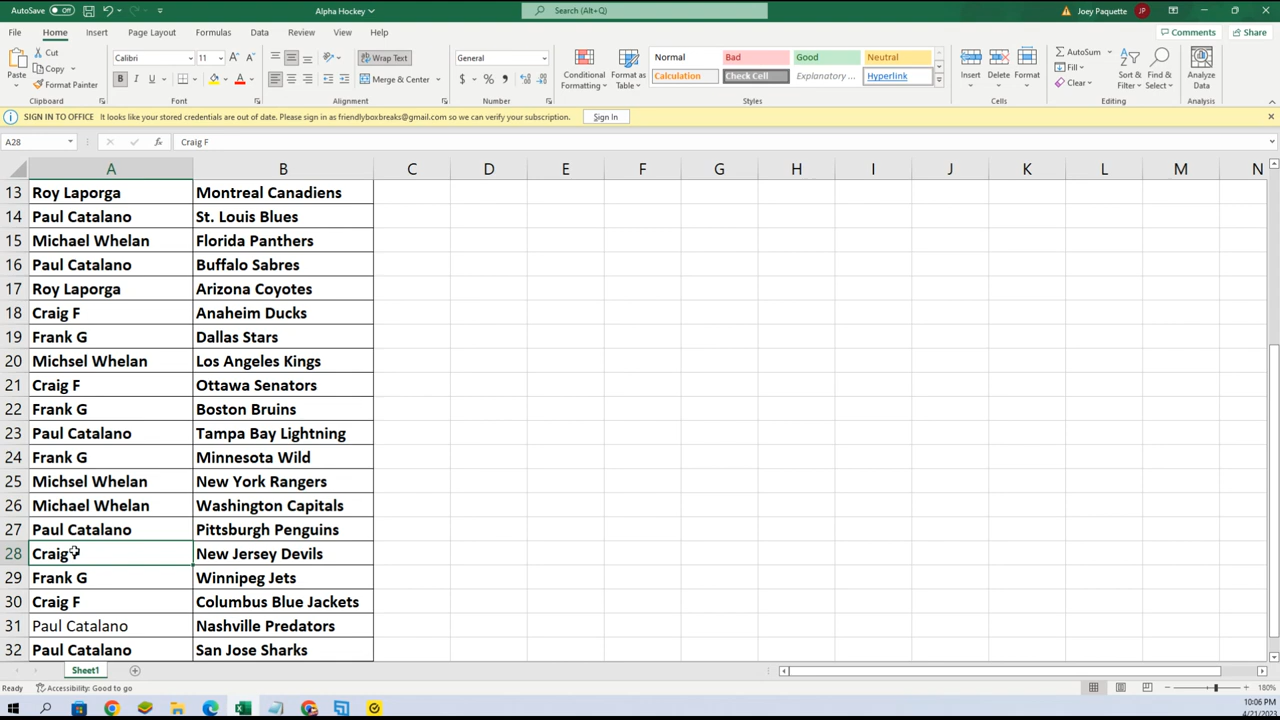 AutoSave Off Alpha Hockey Search (Alt+Q) Joey Paquette JP
File Home Insert Page Layout Formulas Data Review View Help Comments Share
Paste Cut Copy Format Painter Calibri 11 B I U A Wrap Text Merge & Center General $ % , Conditional Formatting Format as Table Normal Bad Good Neutral Calculation Check Cell Explanatory ... Hyperlink Insert Delete Format AutoSum Fill Clear Sort & Filter Find & Select Analyze Data
Clipboard Font Alignment Number Styles Cells Editing Analysis
SIGN IN TO OFFICE It looks like your stored credentials are out of date. Please sign in as friendlyboxbreaks@gmail.com so we can verify your subscription. Sign In
A28 fx Craig F
A B C D E F G H I J K L M N
13 Roy Laporga Montreal Canadiens
14 Paul Catalano St. Louis Blues
15 Michael Whelan Florida Panthers
16 Paul Catalano Buffalo Sabres
17 Roy Laporga Arizona Coyotes
18 Craig F Anaheim Ducks
19 Frank G Dallas Stars
20 Michsel Whelan Los Angeles Kings
21 Craig F Ottawa Senators
22 Frank G Boston Bruins
23 Paul Catalano Tampa Bay Lightning
24 Frank G Minnesota Wild
25 Michsel Whelan New York Rangers
26 Michael Whelan Washington Capitals
27 Paul Catalano Pittsburgh Penguins
28 Craig New Jersey Devils
29 Frank G Winnipeg Jets
30 Craig F Columbus Blue Jackets
31 Paul Catalano Nashville Predators
32 Paul Catalano San Jose Sharks
Sheet1
Ready Accessibility: Good to go 180%
10:06 PM
4/21/2023